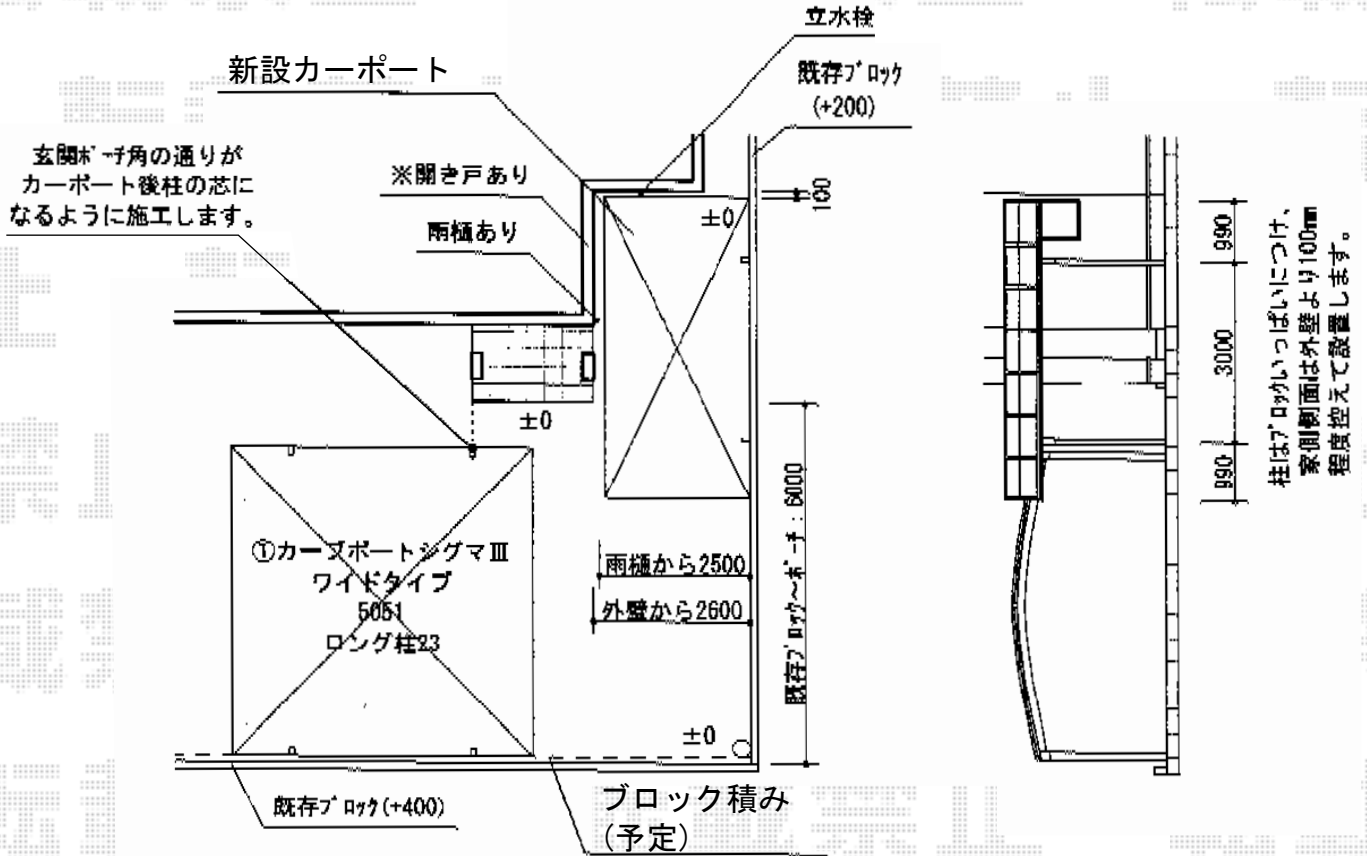 立水栓
新設カーポート
既存ブロック
(+200)
玄関ポーチ角の通りが
カーポート後柱の芯に
なるように施工します。
※開き戸あり
雨樋あり
±0
100
±0
①カーブポートシグマⅢ
ワイドタイプ
5051
ロング柱23
雨樋から2500
外壁から2600
既存ブロック～ポーチ:6000
±0
既存ブロック(+400)
ブロック積み
(予定)
990
3000
990
柱はブロックいっぱいにつけ、
家側側面は外壁より100mm
程度控えて設置します。